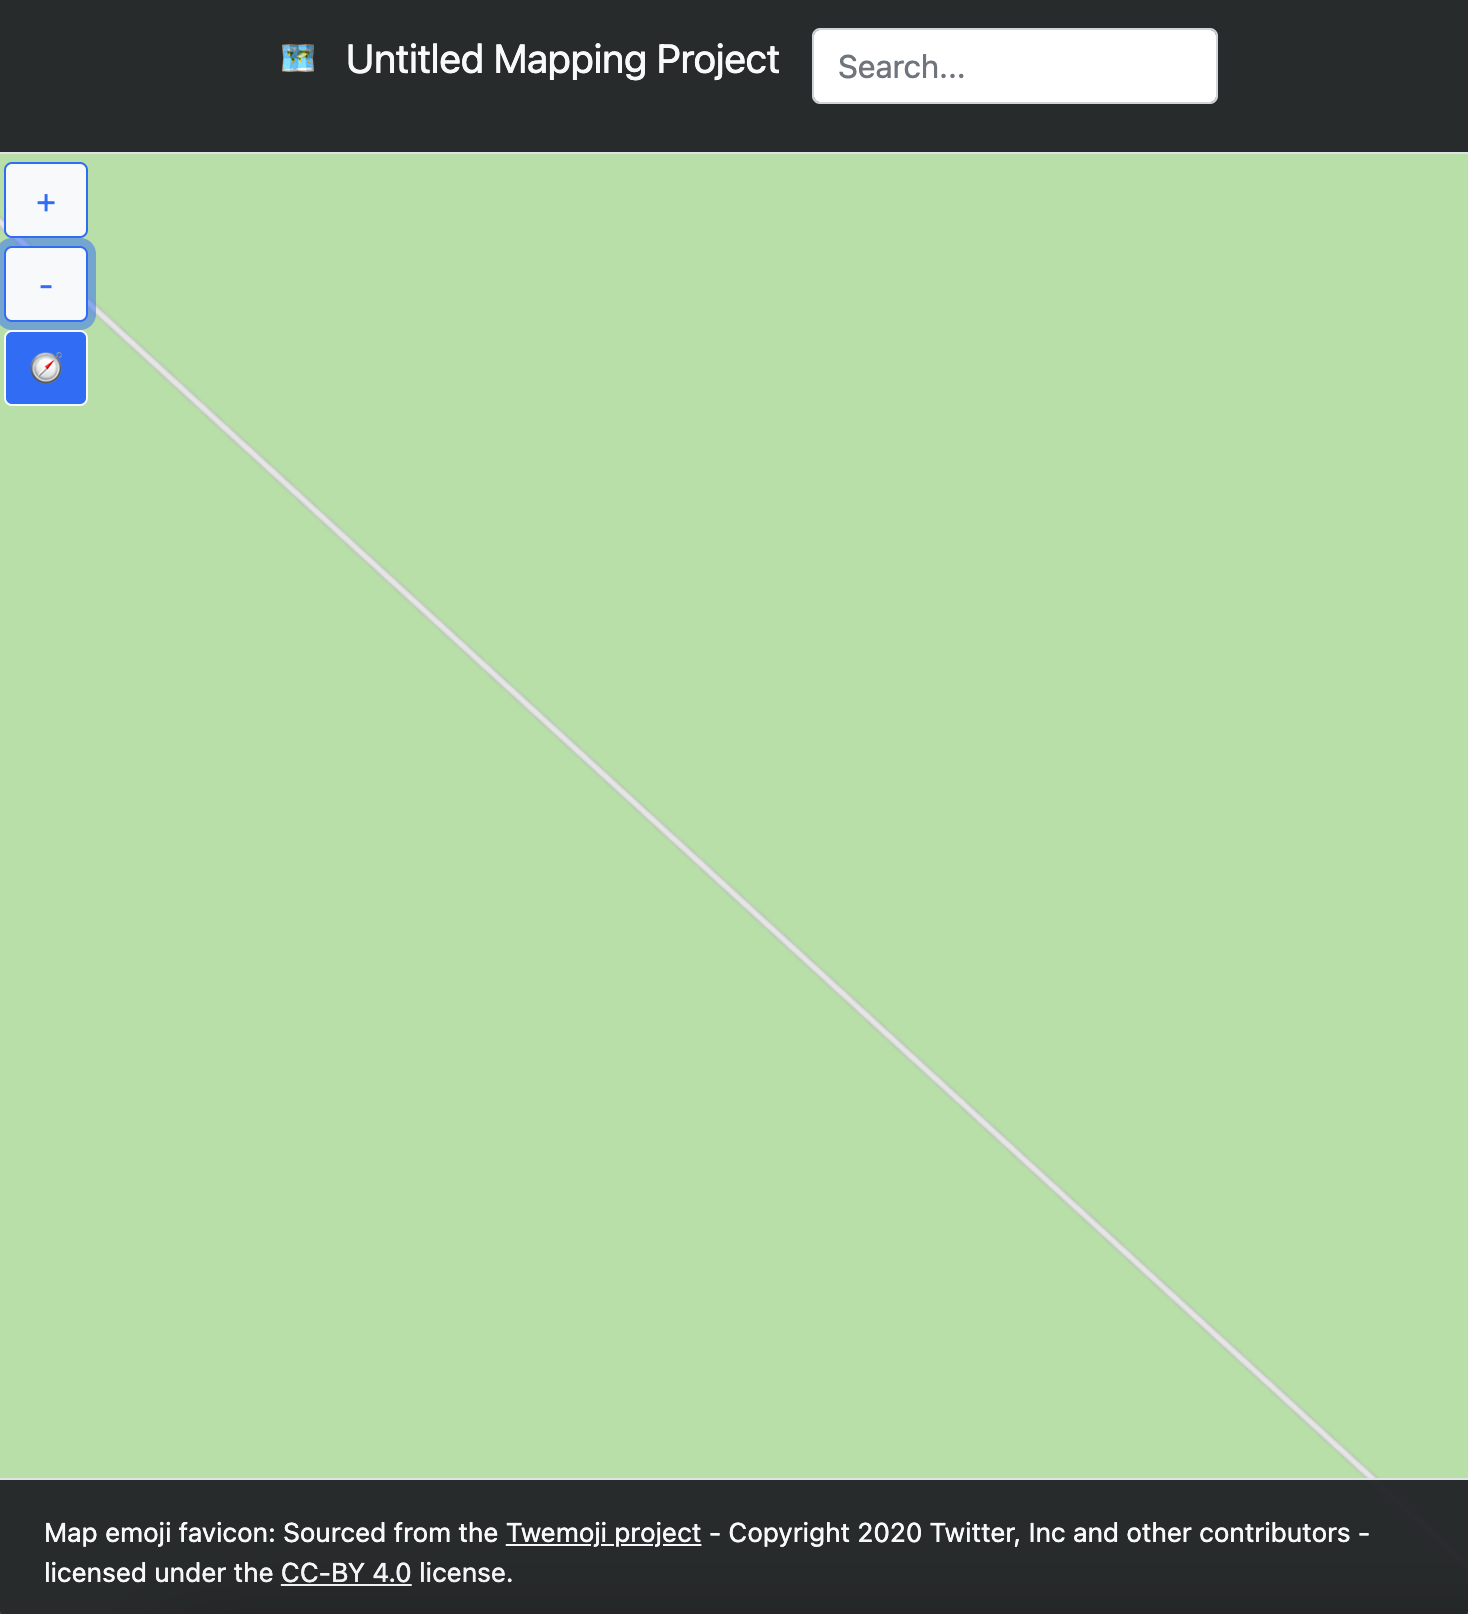 Untitled Mapping Project
Search...
+
-
Map emoji favicon: Sourced from the Twemoji project - Copyright 2020 Twitter, Inc and other contributors -
licensed under the CC-BY 4.0 license.